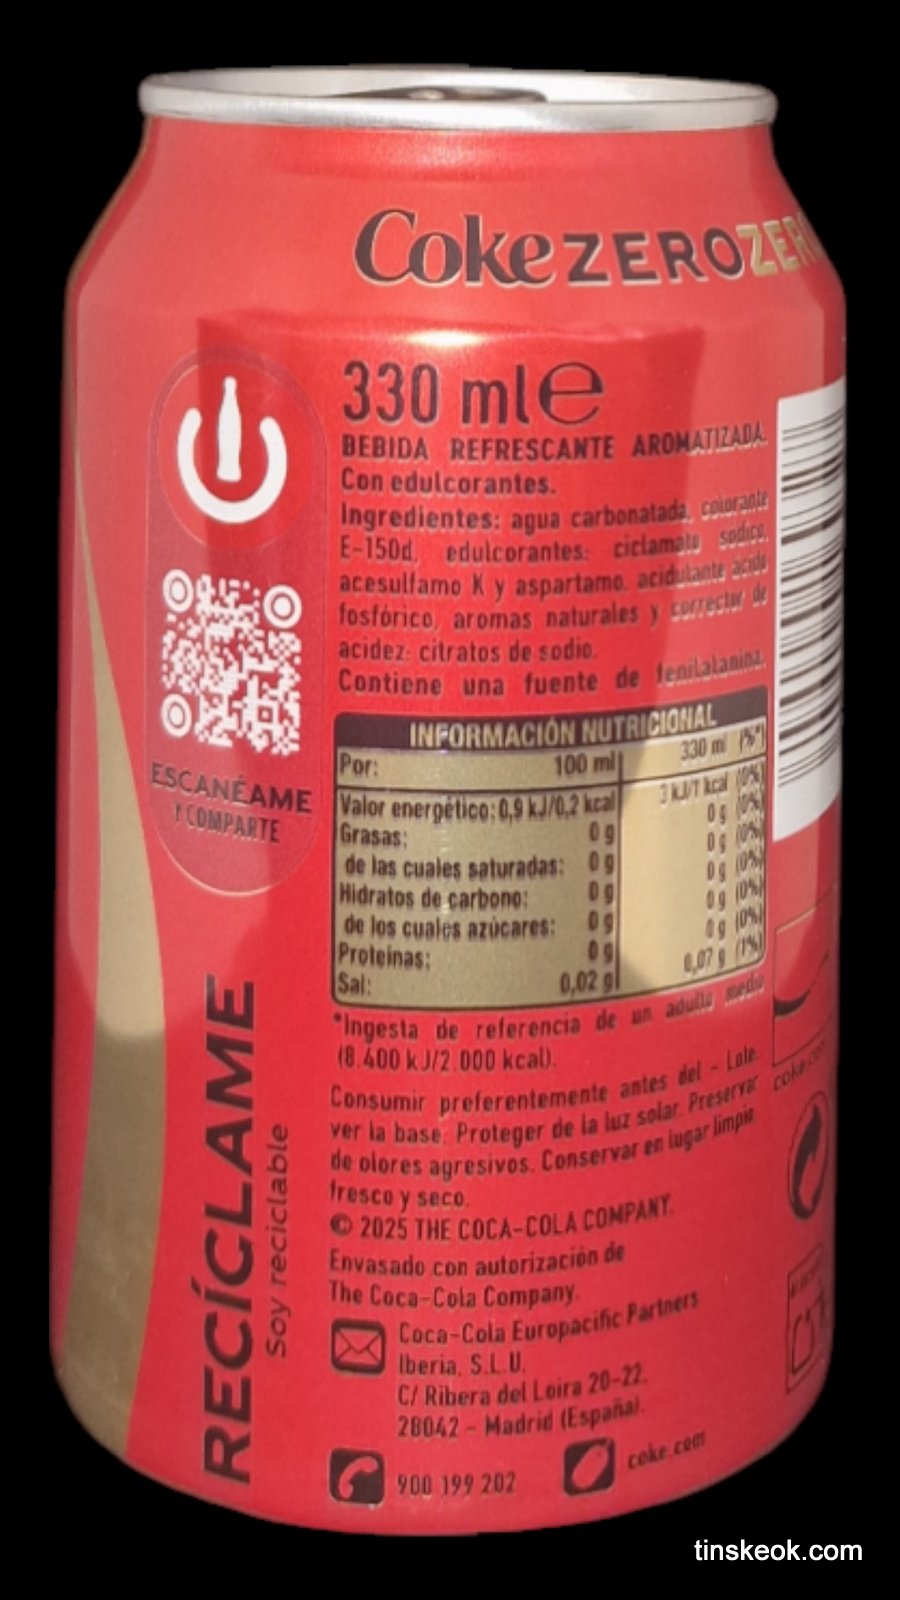 Coke ZERO ZERO
330 ml e
BEBIDA REFRESCANTE AROMATIZADA.
Con edulcorantes.
Ingredientes: agua carbonatada, colorante
E-150d, edulcorantes: ciclamato sódico,
acesulfamo K y aspartamo, acidulante ácido
fosfórico, aromas naturales y corrector de
acidez: citratos de sodio.
Contiene una fuente de fenilalanina.
INFORMACIÓN NUTRICIONAL
Por: 100 ml 330 ml (%*)
Valor energético: 0,9 kJ/0,2 kcal 3 kJ/1 kcal (0%)
Grasas: 0 g 0 g (0%)
de las cuales saturadas: 0 g 0 g (0%)
Hidratos de carbono: 0 g 0 g (0%)
de los cuales azúcares: 0 g 0 g (0%)
Proteínas: 0 g 0 g (0%)
Sal: 0,02 g 0,07 g (1%)
*Ingesta de referencia de un adulto medio
(8.400 kJ/2.000 kcal).
Consumir preferentemente antes del - Lote:
ver la base. Proteger de la luz solar. Preservar
de olores agresivos. Conservar en lugar limpio,
fresco y seco.
© 2025 THE COCA-COLA COMPANY.
Envasado con autorización de
The Coca-Cola Company.
Coca-Cola Europacific Partners
Iberia, S.L.U.
C/ Ribera del Loira 20-22.
28042 - Madrid (España).
900 199 202
coke.com
ESCANÉAME
Y COMPARTE
RECÍCLAME
Soy reciclable
tinskeok.com